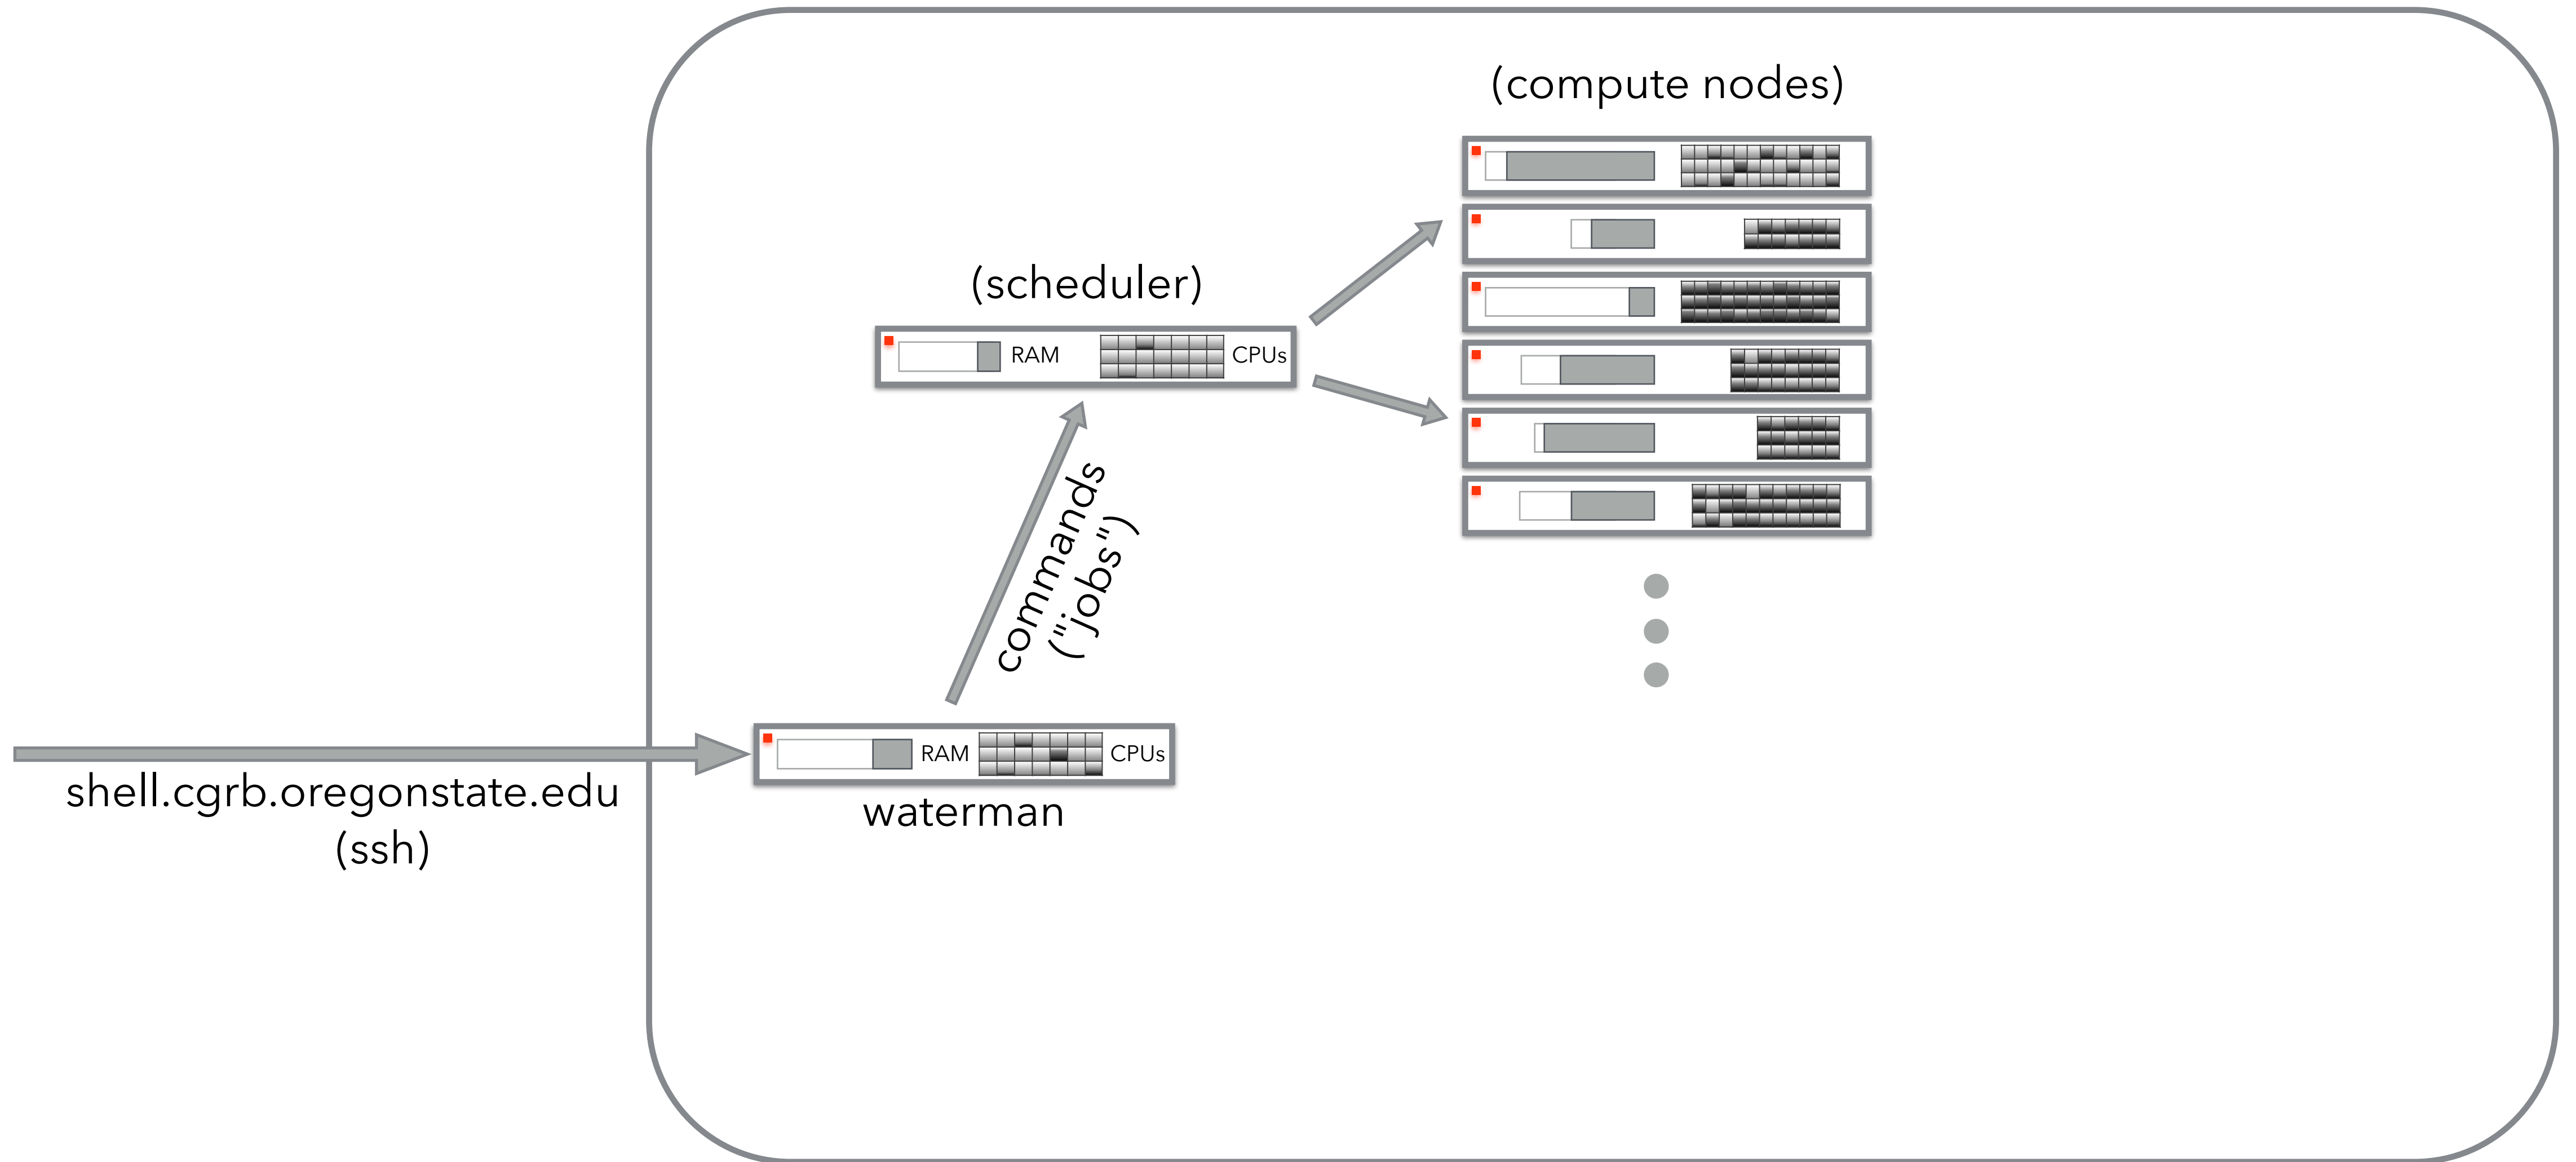 (compute nodes)
(scheduler)
RAM
CPUs
commands
("jobs")
RAM
CPUs
shell.cgrb.oregonstate.edu
(ssh)
waterman